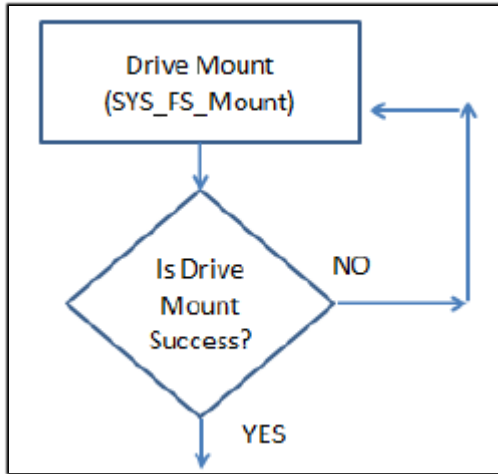 Drive Mount
(SYS_FS_Mount)
Is Drive
Mount
Success?
NO
YES